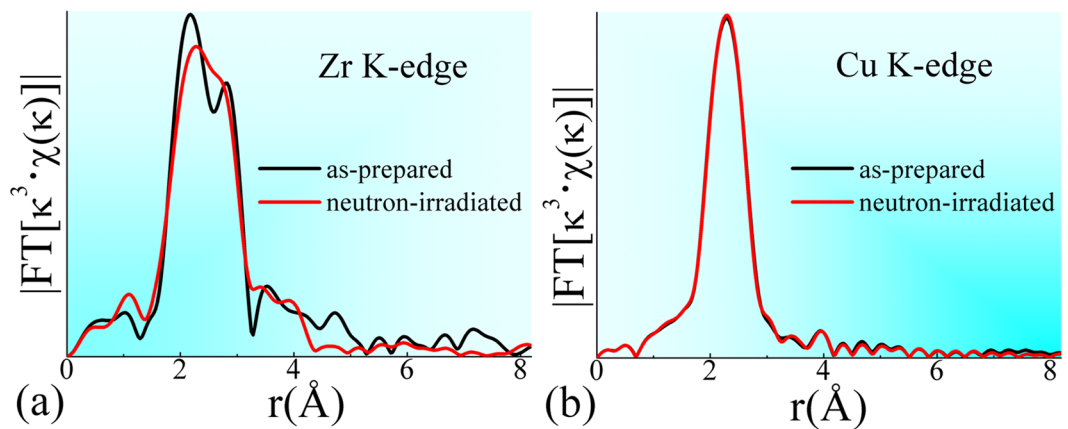 |FT[κ³·χ(κ)]|
Zr K-edge
as-prepared
neutron-irradiated
0 2 4 6 8
r(Å)
(a)
|FT[κ³·χ(κ)]|
Cu K-edge
as-prepared
neutron-irradiated
0 2 4 6 8
r(Å)
(b)